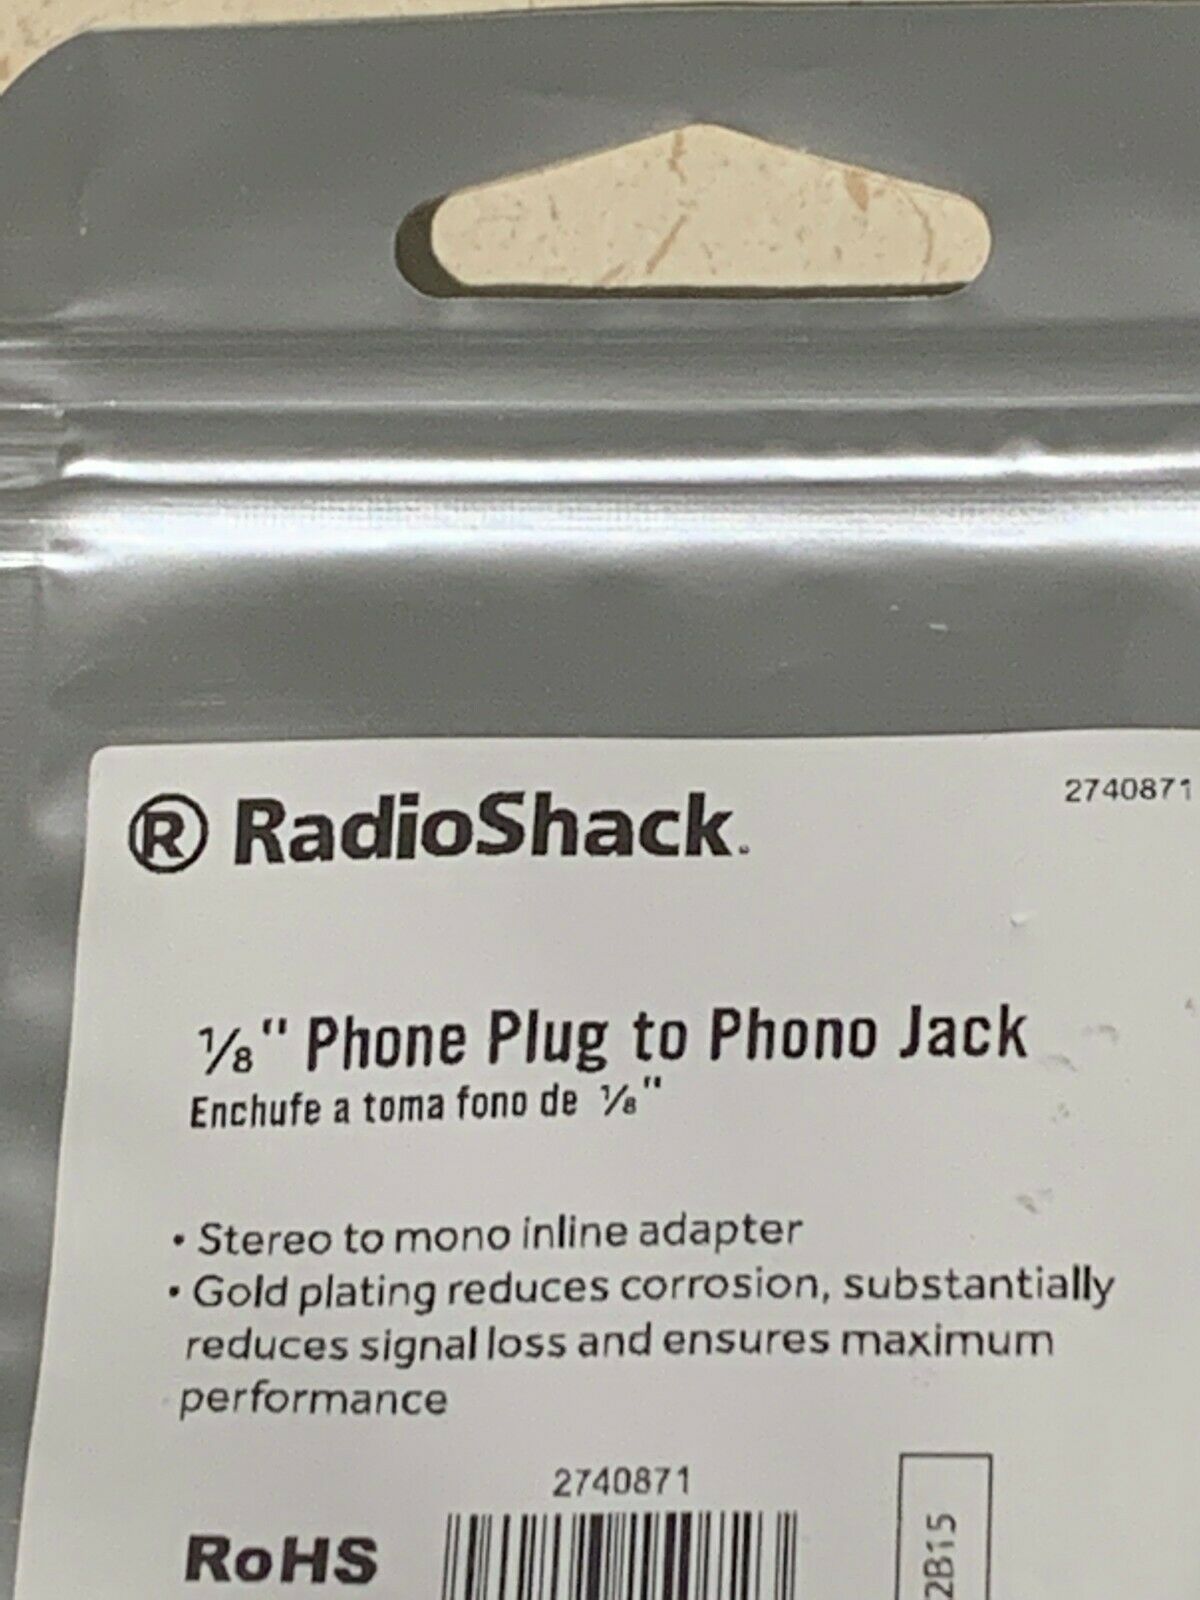 ® RadioShack.
2740871
⅛" Phone Plug to Phono Jack
Enchufe a toma fono de ⅛"
• Stereo to mono inline adapter
• Gold plating reduces corrosion, substantially
reduces signal loss and ensures maximum
performance
2740871
RoHS
2B15